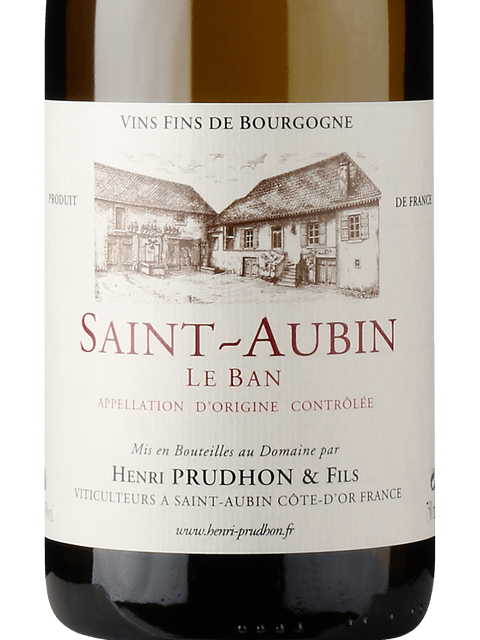 VINS FINS DE BOURGOGNE
PRODUIT
DE FRANCE
SAINT~AUBIN
LE BAN
APPELLATION D'ORIGINE CONTRÔLÉE
Mis en Bouteilles au Domaine par
HENRI PRUDHON & FILS
VITICULTEURS A SAINT-AUBIN CÔTE-D'OR FRANCE
www.henri-prudhon.fr